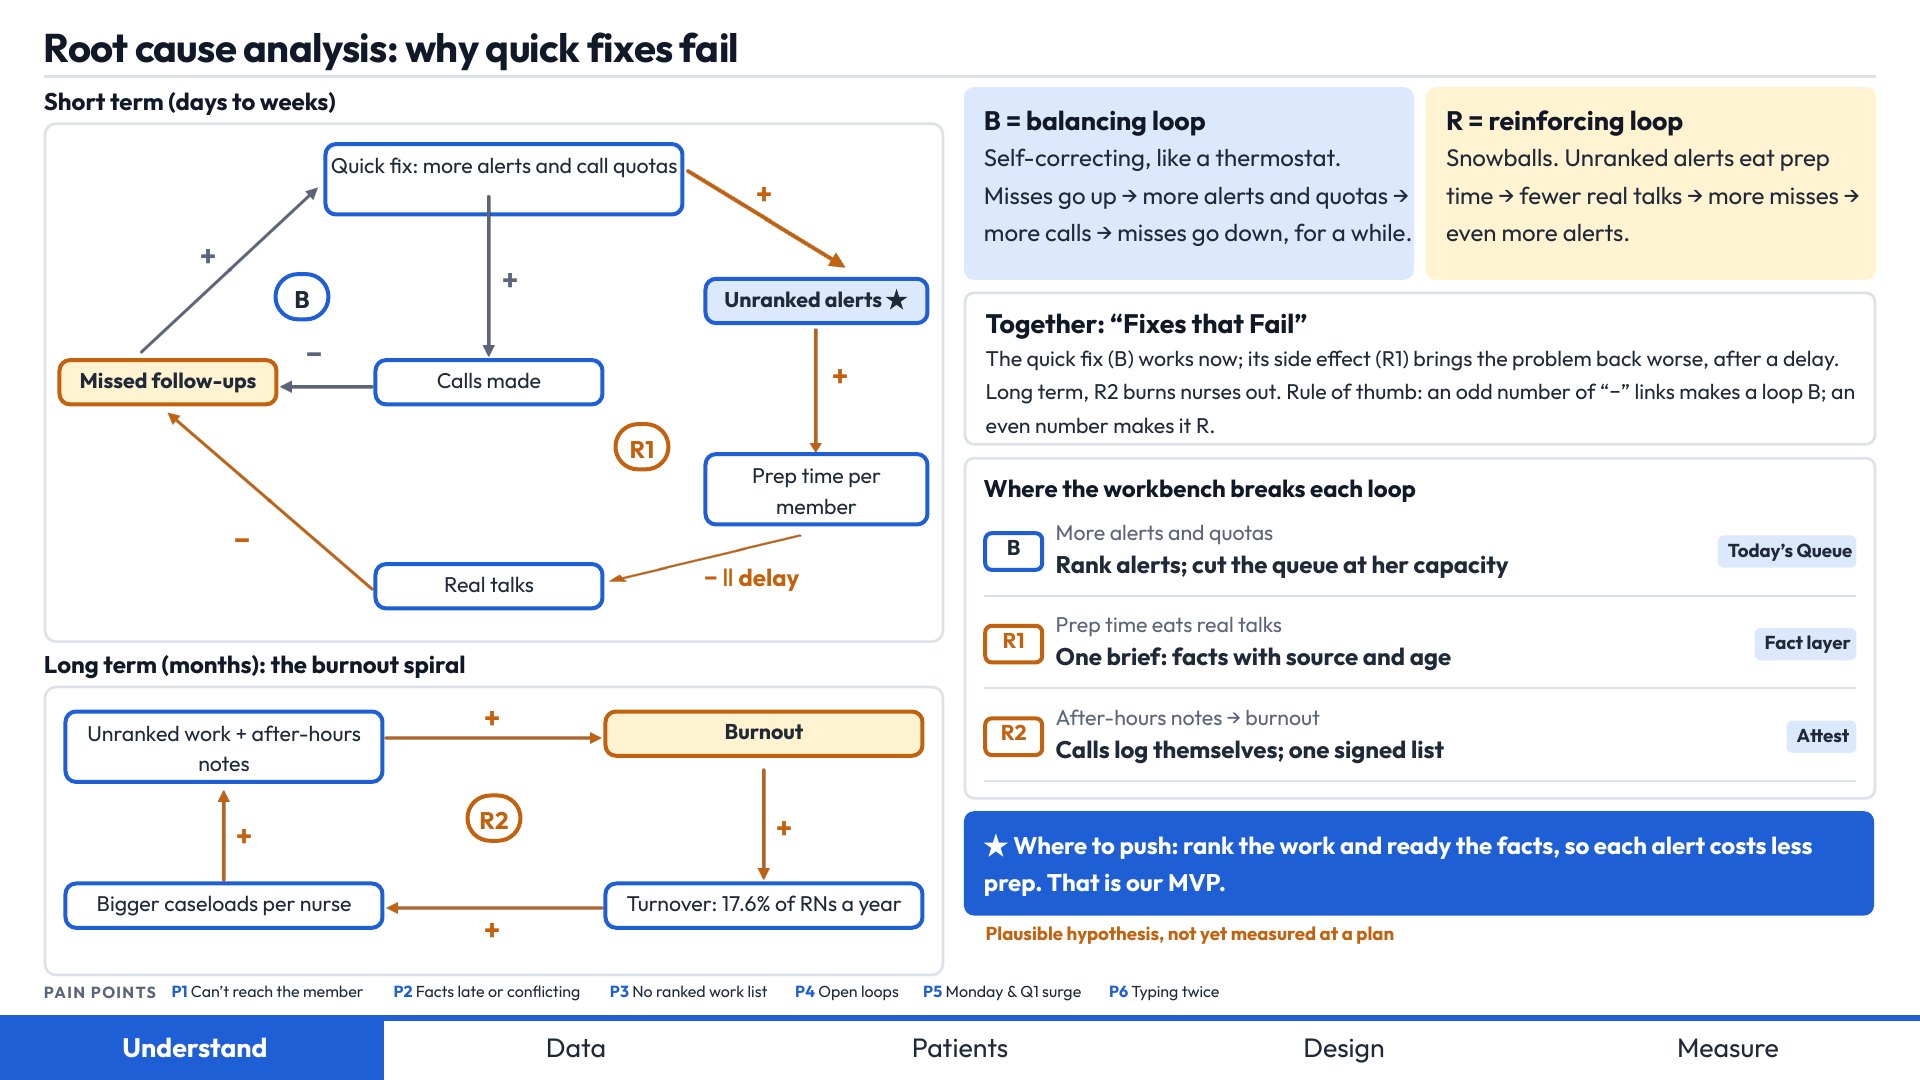 Root cause analysis: why quick fixes fail
Short term (days to weeks)
Quick fix: more alerts and call quotas
+
+
+
B
Unranked alerts ★
−
Missed follow-ups
Calls made
+
R1
Prep time per
member
−
− || delay
Real talks
Long term (months): the burnout spiral
Unranked work + after-hours
notes
+
Burnout
R2
+
+
Bigger caseloads per nurse
Turnover: 17.6% of RNs a year
+
B = balancing loop
Self-correcting, like a thermostat.
Misses go up → more alerts and quotas →
more calls → misses go down, for a while.
R = reinforcing loop
Snowballs. Unranked alerts eat prep
time → fewer real talks → more misses →
even more alerts.
Together: “Fixes that Fail”
The quick fix (B) works now; its side effect (R1) brings the problem back worse, after a delay.
Long term, R2 burns nurses out. Rule of thumb: an odd number of “−” links makes a loop B; an
even number makes it R.
Where the workbench breaks each loop
B
More alerts and quotas
Rank alerts; cut the queue at her capacity
Today’s Queue
R1
Prep time eats real talks
One brief: facts with source and age
Fact layer
R2
After-hours notes → burnout
Calls log themselves; one signed list
Attest
★ Where to push: rank the work and ready the facts, so each alert costs less
prep. That is our MVP.
Plausible hypothesis, not yet measured at a plan
PAIN POINTS P1 Can’t reach the member P2 Facts late or conflicting P3 No ranked work list P4 Open loops P5 Monday & Q1 surge P6 Typing twice
Understand Data Patients Design Measure